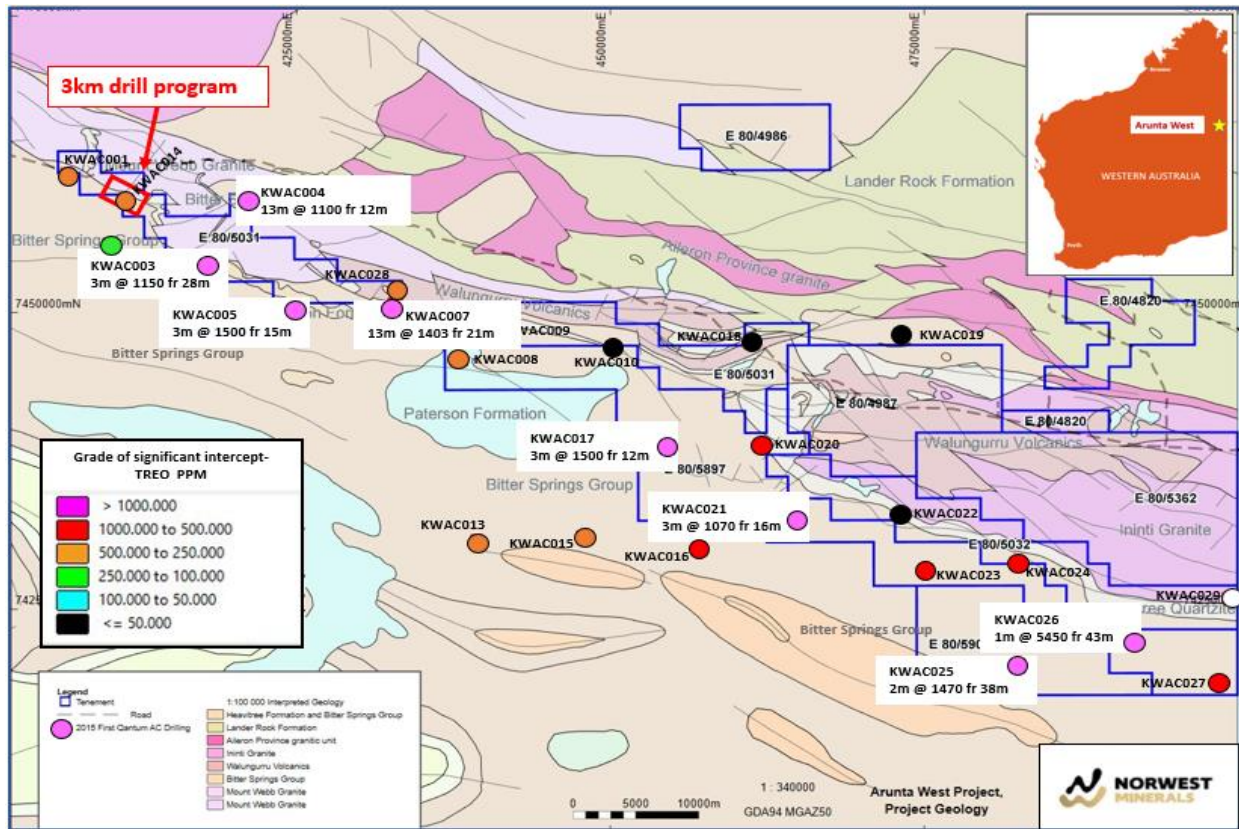 425000mE
450000mE
475000mE
3km drill program
KWAC001
KWAC014
Mount Webb Granite
E 80/4986
Lander Rock Formation
Arunta West
WESTERN AUSTRALIA
Perth
KWAC004
13m @ 1100 fr 12m
E 80/5031
Bitter Springs Group
KWAC003
3m @ 1150 fr 28m
Aileron Province granite
KWAC028
Walungurru Volcanics
7450000mN
KWAC005
3m @ 1500 fr 15m
KWAC007
13m @ 1403 fr 21m
KWAC009
KWAC010
KWAC018
KWAC019
E 80/4820
Bitter Springs Group
KWAC008
E 80/5031
E 80/4987
E 80/4820
Paterson Formation
Walungurru Volcanics
KWAC017
3m @ 1500 fr 12m
KWAC020
E 80/5897
E 80/5362
Bitter Springs Group
Ininti Granite
KWAC021
3m @ 1070 fr 16m
KWAC022
KWAC013
KWAC015
KWAC016
E 80/5032
KWAC023
KWAC024
KWAC029
Bitter Springs Group
KWAC026
1m @ 5450 fr 43m
KWAC025
2m @ 1470 fr 38m
KWAC027
Grade of significant intercept-
TREO PPM
> 1000.000
1000.000 to 500.000
500.000 to 250.000
250.000 to 100.000
100.000 to 50.000
<= 50.000
Legend
Tenement
Road
2015 First Qantum AC Drilling
1:100 000 Interpreted Geology
Heavitree Formation and Bitter Springs Group
Lander Rock Formation
Aileron Province granitic unit
Ininti Granite
Walungurru Volcanics
Bitter Springs Group
Mount Webb Granite
Mount Webb Granite
1 : 340000
0 5000 10000m
GDA94 MGAZ50
Arunta West Project,
Project Geology
NORWEST
MINERALS